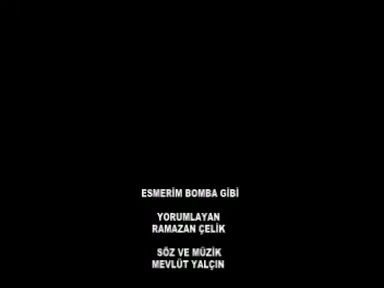 ESMERİM BOMBA GİBİ
YORUMLAYAN
RAMAZAN ÇELİK
SÖZ VE MÜZİK
MEVLÜT YALÇIN